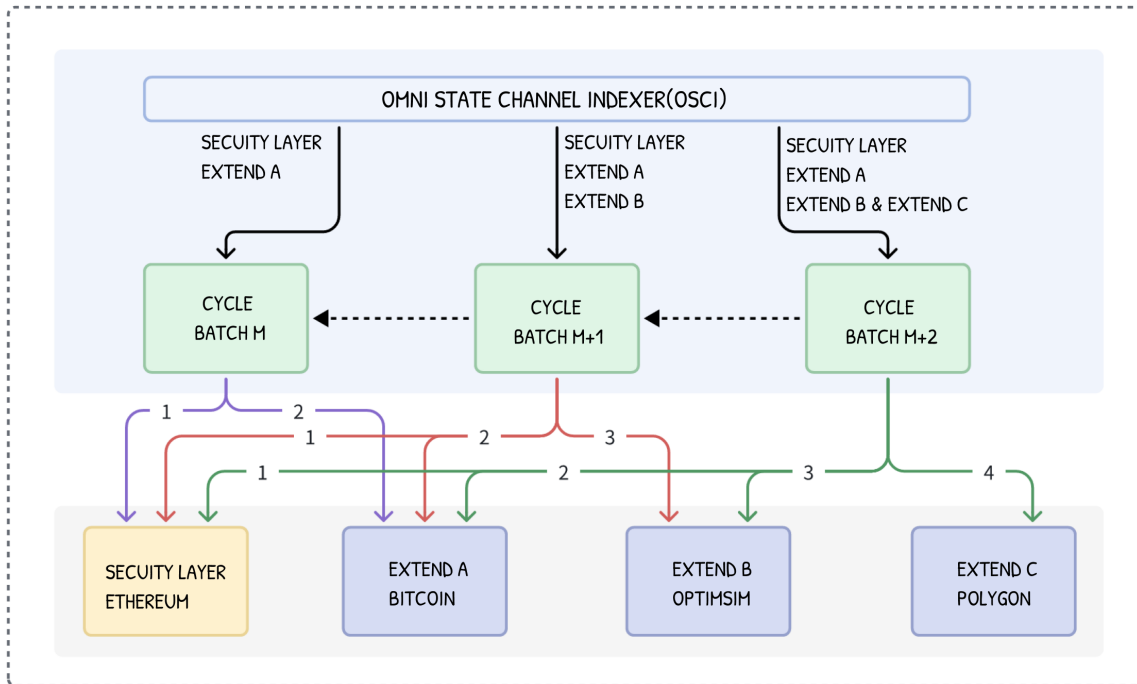 OMNI STATE CHANNEL INDEXER(OSCI)
SECUITY LAYER
EXTEND A
SECUITY LAYER
EXTEND A
EXTEND B
SECUITY LAYER
EXTEND A
EXTEND B & EXTEND C
CYCLE
BATCH M
CYCLE
BATCH M+1
CYCLE
BATCH M+2
1
2
1
2
3
1
2
3
4
SECUITY LAYER
ETHEREUM
EXTEND A
BITCOIN
EXTEND B
OPTIMSIM
EXTEND C
POLYGON